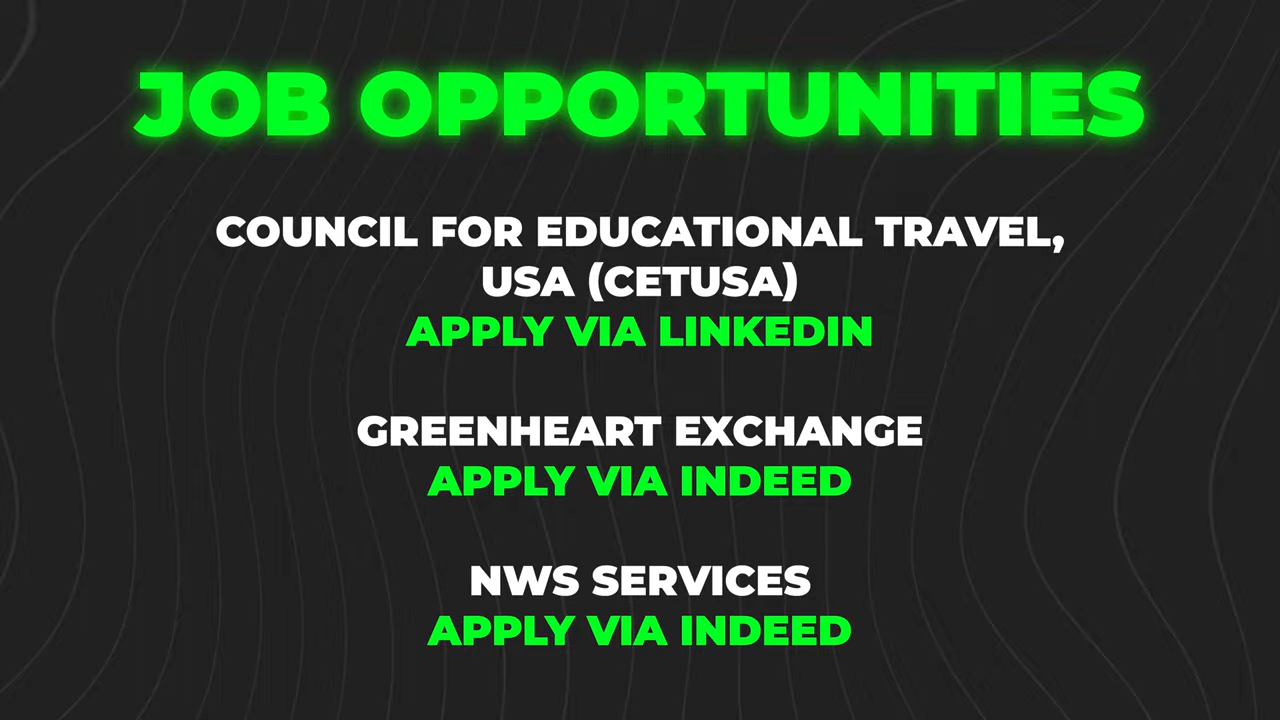 JOB OPPORTUNITIES
COUNCIL FOR EDUCATIONAL TRAVEL,
USA (CETUSA)
APPLY VIA LINKEDIN
GREENHEART EXCHANGE
APPLY VIA INDEED
NWS SERVICES
APPLY VIA INDEED